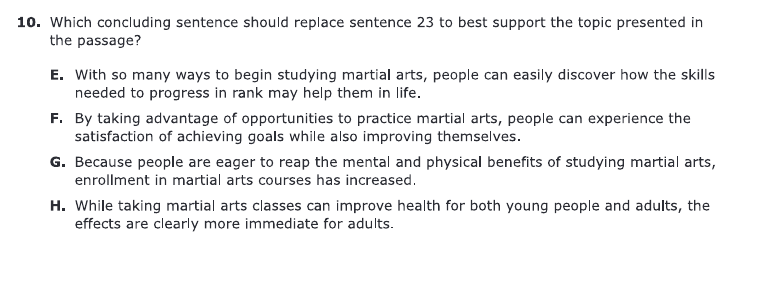 10. Which concluding sentence should replace sentence 23 to best support the topic presented in
the passage?
E. With so many ways to begin studying martial arts, people can easily discover how the skills
needed to progress in rank may help them in life.
F. By taking advantage of opportunities to practice martial arts, people can experience the
satisfaction of achieving goals while also improving themselves.
G. Because people are eager to reap the mental and physical benefits of studying martial arts,
enrollment in martial arts courses has increased.
H. While taking martial arts classes can improve health for both young people and adults, the
effects are clearly more immediate for adults.